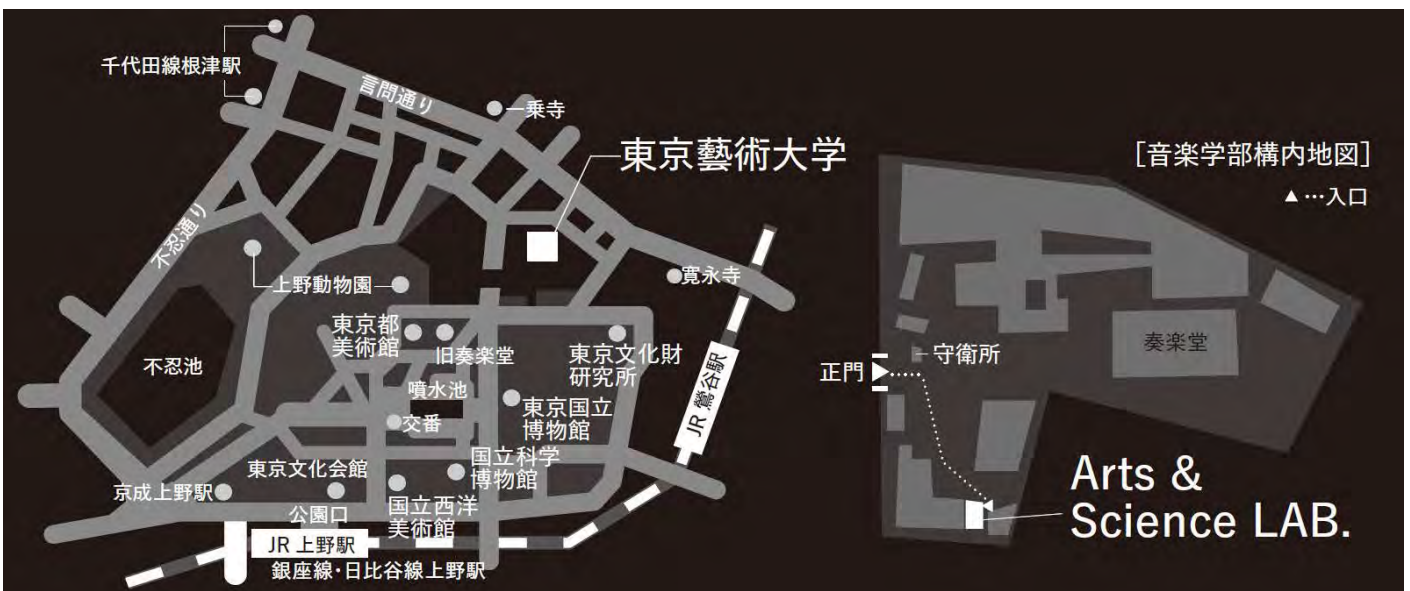 千代田線根津駅
言問通り
一乗寺
東京藝術大学
不忍通り
上野動物園
寛永寺
東京都
美術館
旧奏楽堂
東京文化財
研究所
不忍池
噴水池
JR 鶯谷駅
東京国立
博物館
交番
国立科学
博物館
東京文化会館
京成上野駅
国立西洋
美術館
公園口
JR 上野駅
銀座線・日比谷線上野駅
[音楽学部構内地図]
▲…入口
奏楽堂
守衛所
正門
Arts &
Science LAB.